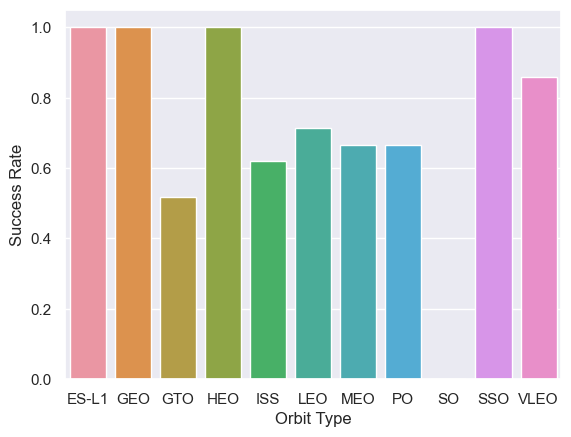 Success Rate
1.0
0.8
0.6
0.4
0.2
0.0
ES-L1 GEO GTO HEO ISS LEO MEO PO SO SSO VLEO
Orbit Type